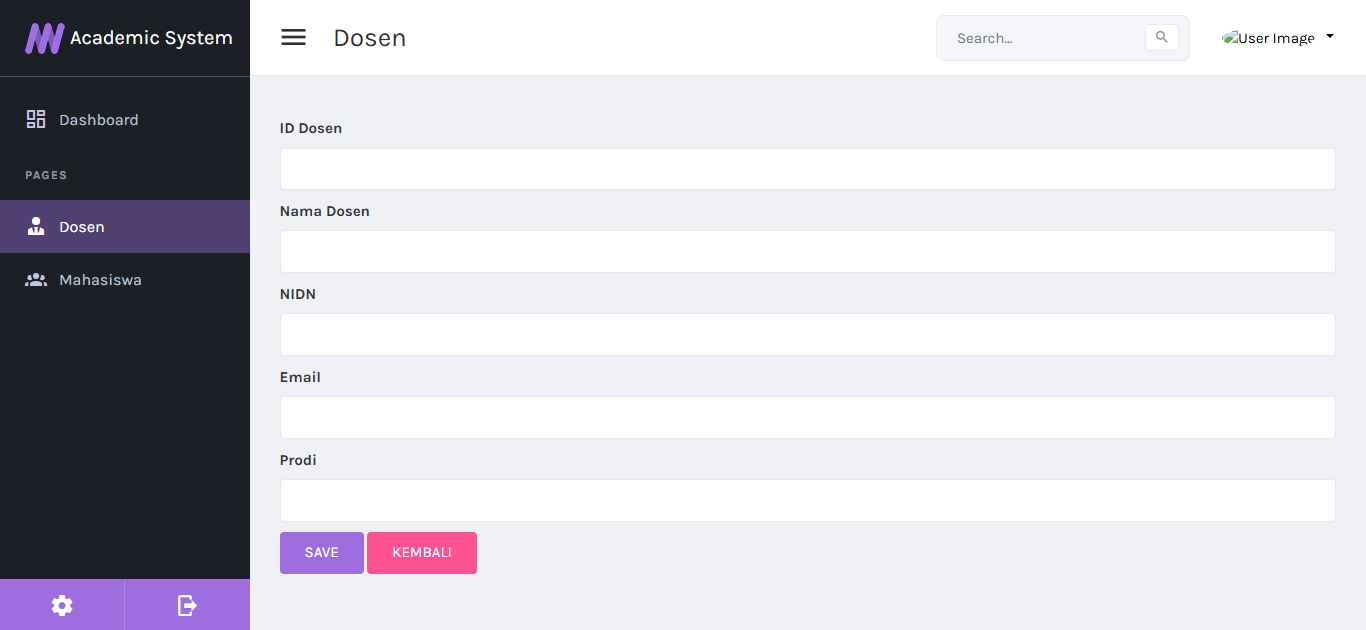 Academic System
Dosen
Search...
User Image
Dashboard
PAGES
Dosen
Mahasiswa
ID Dosen
Nama Dosen
NIDN
Email
Prodi
SAVE
KEMBALI